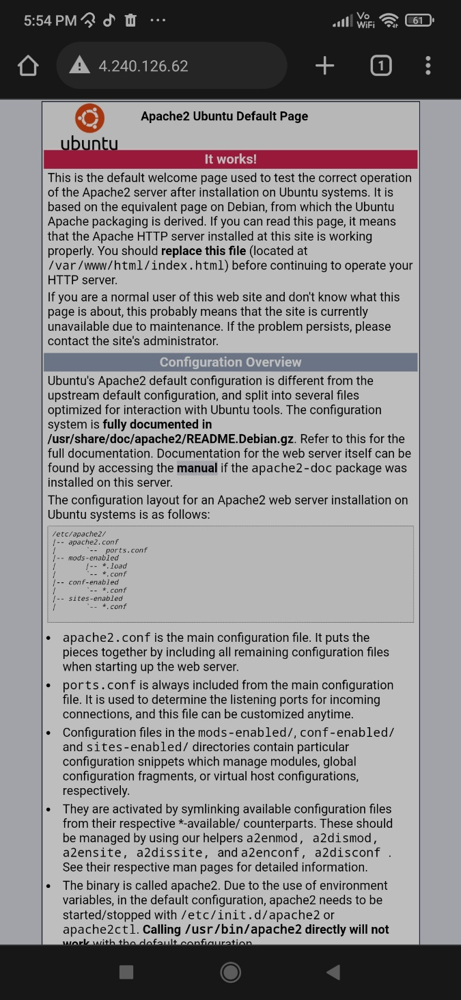 5:54 PM
Vo
WiFi
61
4.240.126.62
1
Apache2 Ubuntu Default Page
ubuntu
It works!
This is the default welcome page used to test the correct operation
of the Apache2 server after installation on Ubuntu systems. It is
based on the equivalent page on Debian, from which the Ubuntu
Apache packaging is derived. If you can read this page, it means
that the Apache HTTP server installed at this site is working
properly. You should replace this file (located at
/var/www/html/index.html) before continuing to operate your
HTTP server.
If you are a normal user of this web site and don't know what this
page is about, this probably means that the site is currently
unavailable due to maintenance. If the problem persists, please
contact the site's administrator.
Configuration Overview
Ubuntu's Apache2 default configuration is different from the
upstream default configuration, and split into several files
optimized for interaction with Ubuntu tools. The configuration
system is fully documented in
/usr/share/doc/apache2/README.Debian.gz. Refer to this for the
full documentation. Documentation for the web server itself can be
found by accessing the manual if the apache2-doc package was
installed on this server.
The configuration layout for an Apache2 web server installation on
Ubuntu systems is as follows:
/etc/apache2/
|-- apache2.conf
|       `--  ports.conf
|-- mods-enabled
|       |-- *.load
|       `-- *.conf
|-- conf-enabled
|       `-- *.conf
|-- sites-enabled
|       `-- *.conf
• apache2.conf is the main configuration file. It puts the
pieces together by including all remaining configuration files
when starting up the web server.
• ports.conf is always included from the main configuration
file. It is used to determine the listening ports for incoming
connections, and this file can be customized anytime.
• Configuration files in the mods-enabled/, conf-enabled/
and sites-enabled/ directories contain particular
configuration snippets which manage modules, global
configuration fragments, or virtual host configurations,
respectively.
• They are activated by symlinking available configuration files
from their respective *-available/ counterparts. These should
be managed by using our helpers a2enmod, a2dismod,
a2ensite, a2dissite, and a2enconf, a2disconf .
See their respective man pages for detailed information.
• The binary is called apache2. Due to the use of environment
variables, in the default configuration, apache2 needs to be
started/stopped with /etc/init.d/apache2 or
apache2ctl. Calling /usr/bin/apache2 directly will not
work with the default configuration